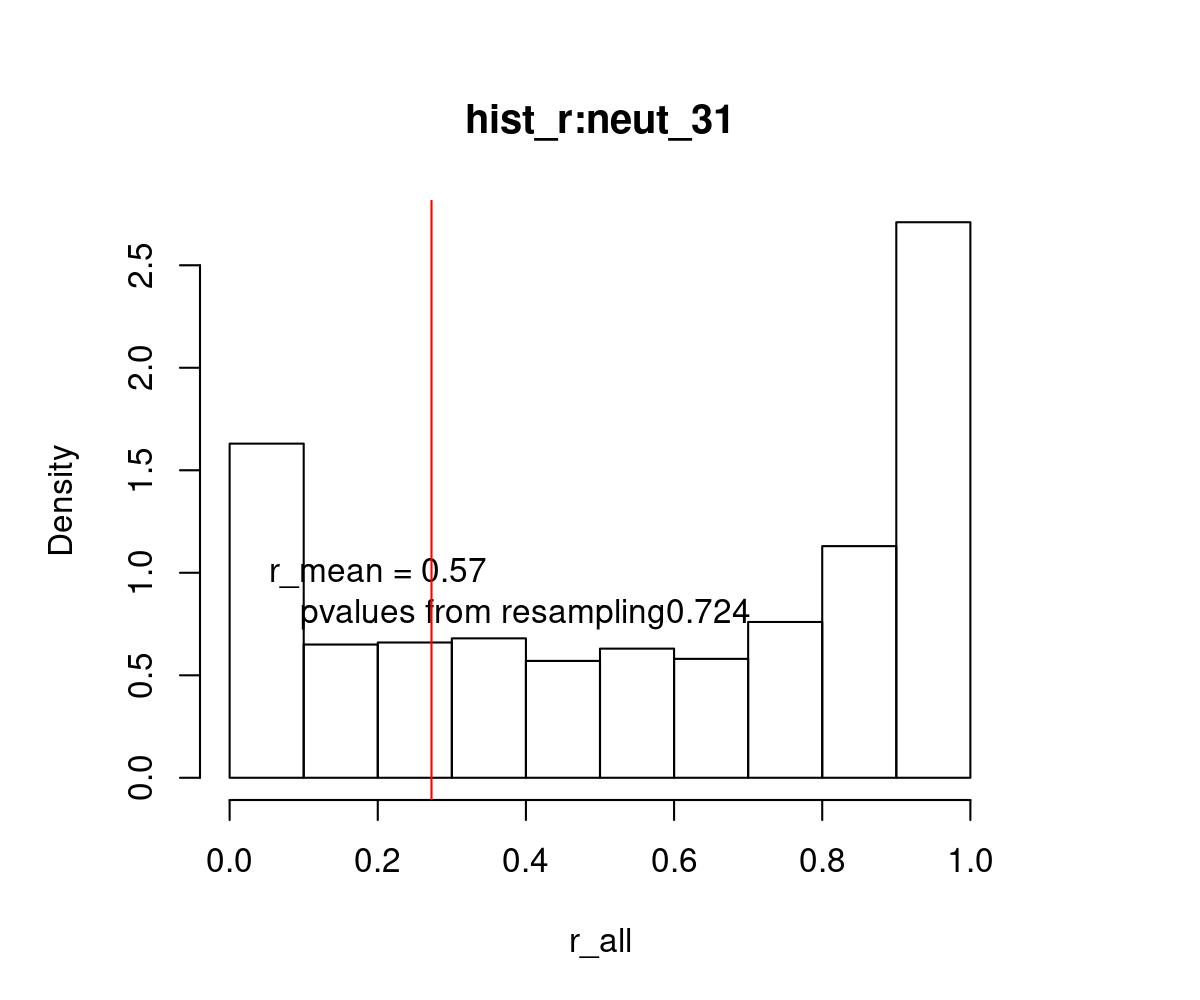 hist_r:neut_31
2.5
2.0
1.5
1.0
0.5
0.0
Density
r_mean = 0.57
pvalues from resampling0.724
0.0 0.2 0.4 0.6 0.8 1.0
r_all